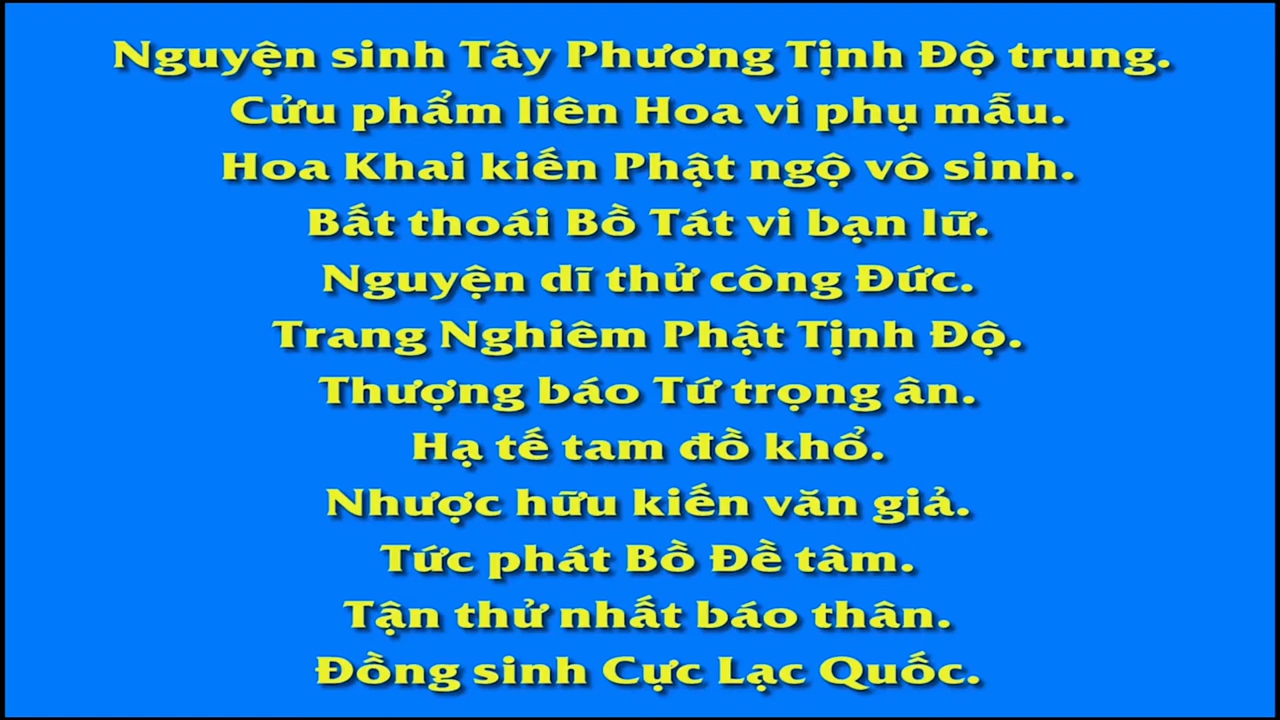 Nguyện sinh Tây Phương Tịnh Độ trung.
Cửu phẩm liên Hoa vi phụ mẫu.
Hoa Khai kiến Phật ngộ vô sinh.
Bất thoái Bồ Tát vi bạn lữ.
Nguyện dĩ thử công Đức.
Trang Nghiêm Phật Tịnh Độ.
Thượng báo Tứ trọng ân.
Hạ tế tam đồ khổ.
Nhược hữu kiến văn giả.
Tức phát Bồ Đề tâm.
Tận thử nhất báo thân.
Đồng sinh Cực Lạc Quốc.